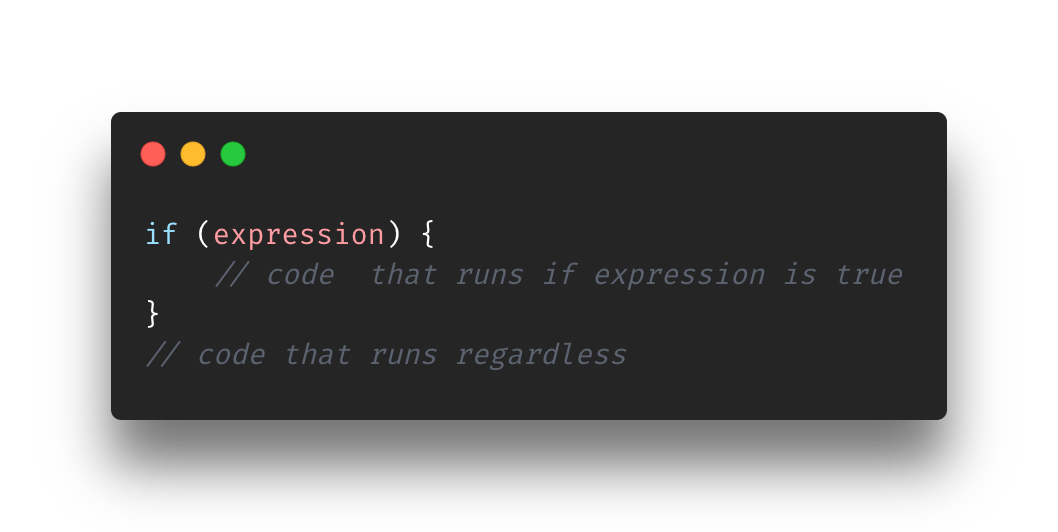 if (expression) {
    // code  that runs if expression is true
}
// code that runs regardless